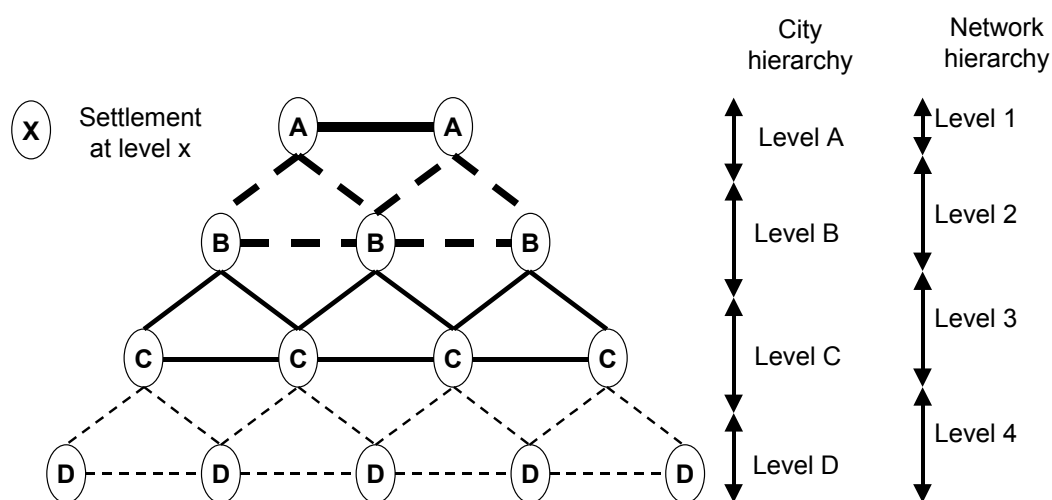 City
hierarchy
Network
hierarchy
X
Settlement
at level x
A A
Level A
Level 1
B B B
Level B
Level 2
C C C C
Level C
Level 3
D D D D D
Level D
Level 4